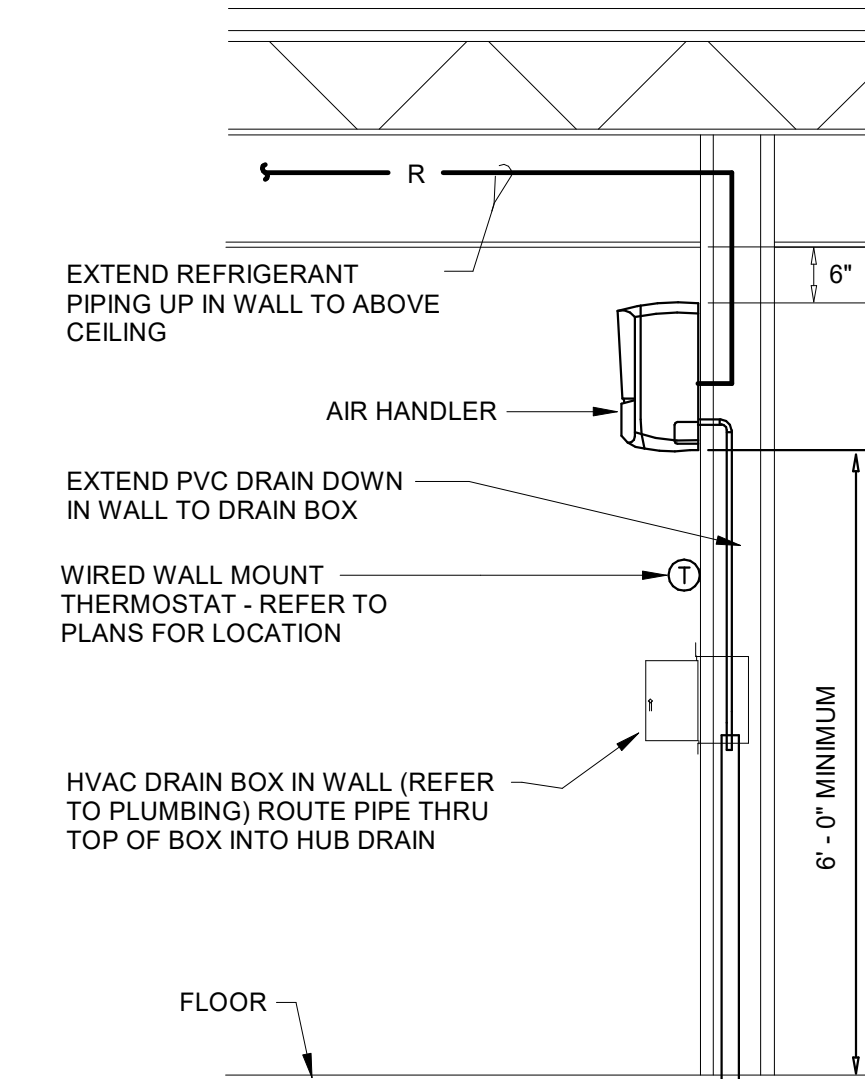 R
6"
EXTEND REFRIGERANT
PIPING UP IN WALL TO ABOVE
CEILING
AIR HANDLER
EXTEND PVC DRAIN DOWN
IN WALL TO DRAIN BOX
WIRED WALL MOUNT
THERMOSTAT - REFER TO
PLANS FOR LOCATION
T
6' - 0" MINIMUM
HVAC DRAIN BOX IN WALL (REFER
TO PLUMBING) ROUTE PIPE THRU
TOP OF BOX INTO HUB DRAIN
FLOOR